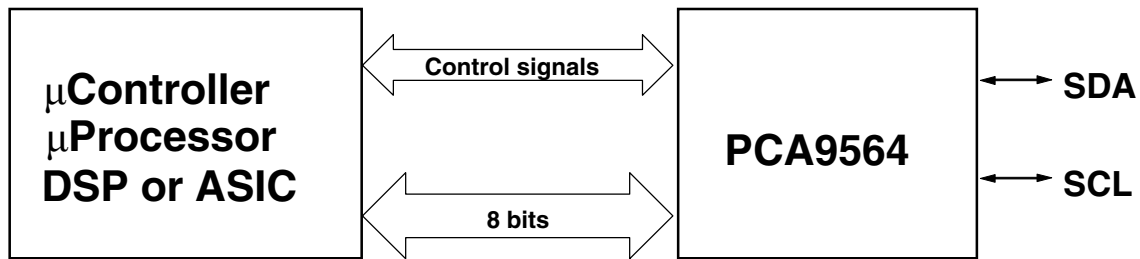 μController
μProcessor
DSP or ASIC
Control signals
8 bits
PCA9564
SDA
SCL